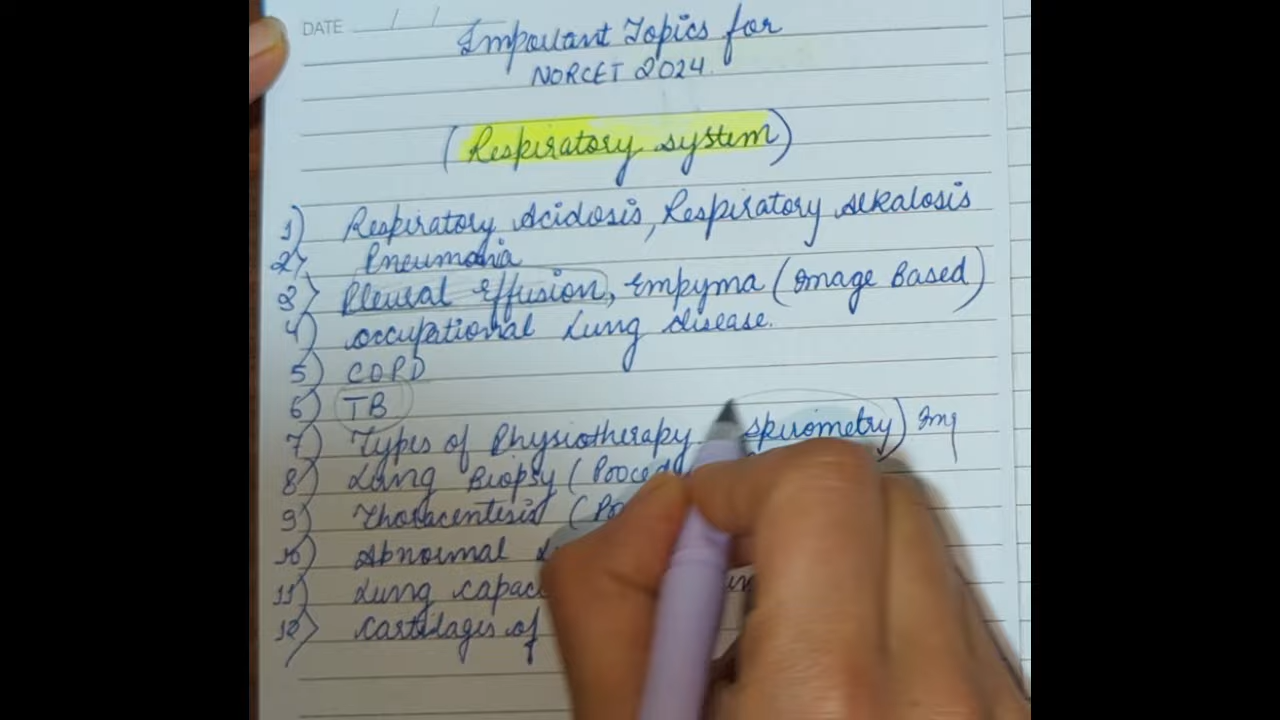 DATE / /
Important Topics for
NORCET 2024.
(Respiratory system)
1) Respiratory Acidosis, Respiratory Alkalosis
2) Pneumonia
3) Pleural effusion, Empyma (Image Based)
4) occupational Lung disease.
5) COPD
6) TB
7) Types of Physiotherapy spirometry) Imp
8) Lung Biopsy (
9) Thoracentesis (
10) Abnormal
11) Lung
12) Cartilages of